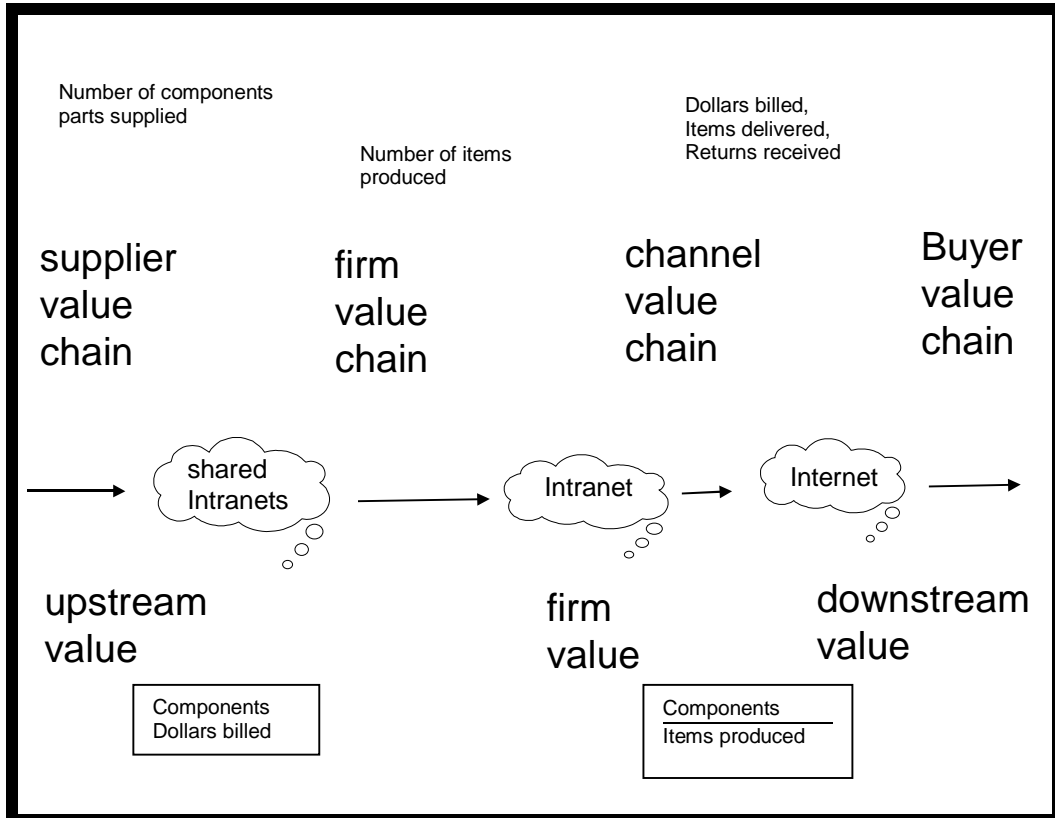 Number of components
parts supplied
Number of items
produced
Dollars billed,
Items delivered,
Returns received
supplier
value
chain
firm
value
chain
channel
value
chain
Buyer
value
chain
shared
Intranets
Intranet
Internet
upstream
value
firm
value
downstream
value
Components
Dollars billed
Components
Items produced